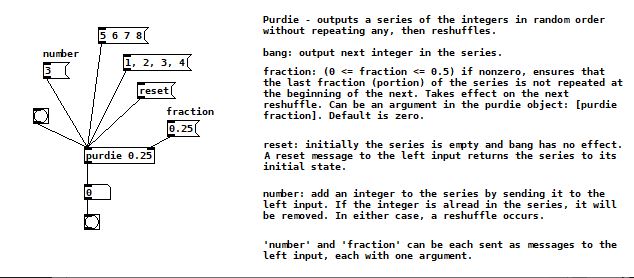 number
3
5 6 7 8
1, 2, 3, 4
reset
fraction
0.25
purdie 0.25
0
Purdie - outputs a series of the integers in random order
without repeating any, then reshuffles.
bang: output next integer in the series.
fraction: (0 <= fraction <= 0.5) if nonzero, ensures that
the last fraction (portion) of the series is not repeated at
the beginning of the next. Takes effect on the next
reshuffle. Can be an argument in the purdie object: [purdie
fraction]. Default is zero.
reset: initially the series is empty and bang has no effect.
A reset message to the left input returns the series to its
initial state.
number: add an integer to the series by sending it to the
left input. If the integer is alread in the series, it will
be removed. In either case, a reshuffle occurs.
'number' and 'fraction' can be each sent as messages to the
left input, each with one argument.